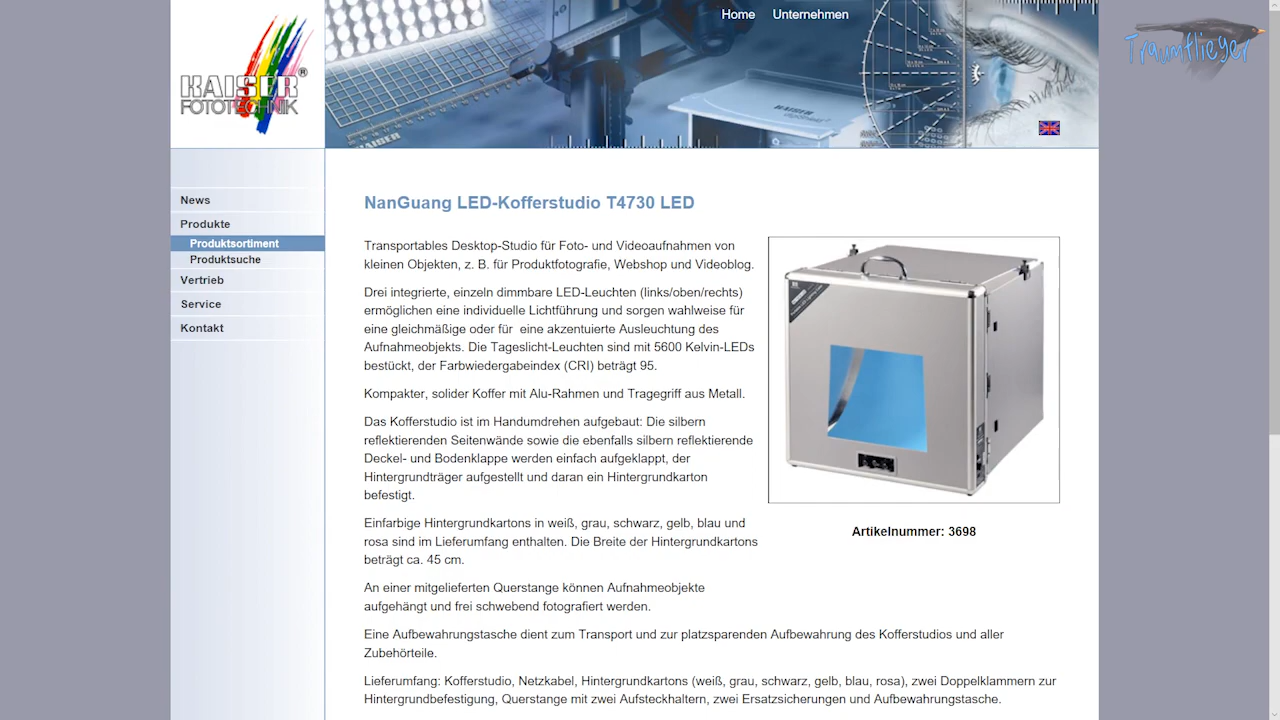 Home Unternehmen
Traumflieger
KAISER ®
FOTOTECHNIK
KAISER
KAISER
News
Produkte
Produktsortiment
Produktsuche
Vertrieb
Service
Kontakt
NanGuang LED-Kofferstudio T4730 LED
Transportables Desktop-Studio für Foto- und Videoaufnahmen von
kleinen Objekten, z. B. für Produktfotografie, Webshop und Videoblog.
Drei integrierte, einzeln dimmbare LED-Leuchten (links/oben/rechts)
ermöglichen eine individuelle Lichtführung und sorgen wahlweise für
eine gleichmäßige oder für eine akzentuierte Ausleuchtung des
Aufnahmeobjekts. Die Tageslicht-Leuchten sind mit 5600 Kelvin-LEDs
bestückt, der Farbwiedergabeindex (CRI) beträgt 95.
Kompakter, solider Koffer mit Alu-Rahmen und Tragegriff aus Metall.
Das Kofferstudio ist im Handumdrehen aufgebaut: Die silbern
reflektierenden Seitenwände sowie die ebenfalls silbern reflektierende
Deckel- und Bodenklappe werden einfach aufgeklappt, der
Hintergrundträger aufgestellt und daran ein Hintergrundkarton
befestigt.
Einfarbige Hintergrundkartons in weiß, grau, schwarz, gelb, blau und
rosa sind im Lieferumfang enthalten. Die Breite der Hintergrundkartons
beträgt ca. 45 cm.
An einer mitgelieferten Querstange können Aufnahmeobjekte
aufgehängt und frei schwebend fotografiert werden.
Eine Aufbewahrungstasche dient zum Transport und zur platzsparenden Aufbewahrung des Kofferstudios und aller
Zubehörteile.
Lieferumfang: Kofferstudio, Netzkabel, Hintergrundkartons (weiß, grau, schwarz, gelb, blau, rosa), zwei Doppelklammern zur
Hintergrundbefestigung, Querstange mit zwei Aufsteckhaltern, zwei Ersatzsicherungen und Aufbewahrungstasche.
Artikelnummer: 3698